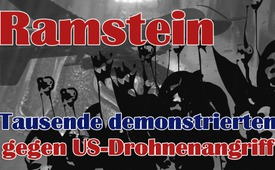 Ramstein
Tausende demonstrierten
gegen US-Drohnenangriff